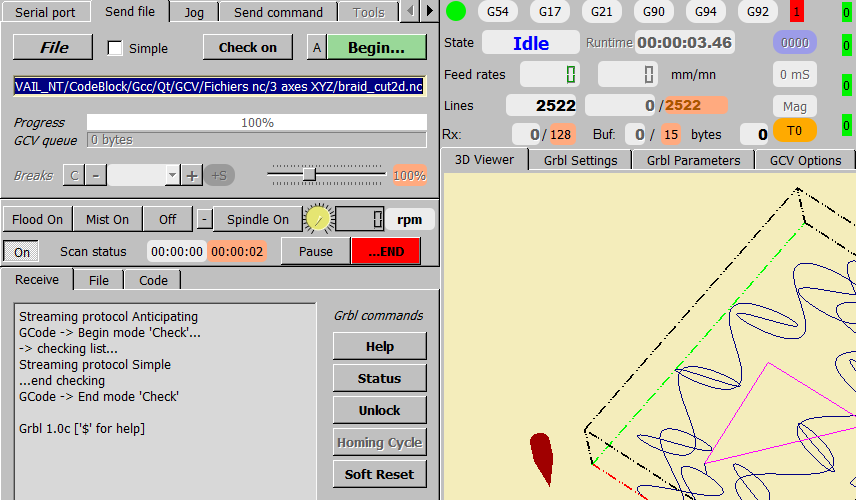 Serial port Send file Jog Send command Tools
File Simple Check on A Begin...
VAIL_NT/CodeBlock/Gcc/Qt/GCV/Fichiers nc/3 axes XYZ/braid_cut2d.nc
Progress 100%
GCV queue 0 bytes
Breaks C - + +S 100%
Flood On Mist On Off - Spindle On 0 rpm
On Scan status 00:00:00 00:00:02 Pause ...END
Receive File Code
Streaming protocol Anticipating
GCode -> Begin mode 'Check'...
-> checking list...
Streaming protocol Simple
...end checking
GCode -> End mode 'Check'
Grbl 1.0c ['$' for help]
Grbl commands
Help
Status
Unlock
Homing Cycle
Soft Reset
G54 G17 G21 G90 G94 G92 1 0
State Idle Runtime 00:00:03.46 0000 0
Feed rates 0 0 mm/mn 0 mS
Lines 2522 0 /2522 Mag 0
Rx: 0/ 128 Buf: 0 / 15 bytes 0 T0 0
3D Viewer Grbl Settings Grbl Parameters GCV Options